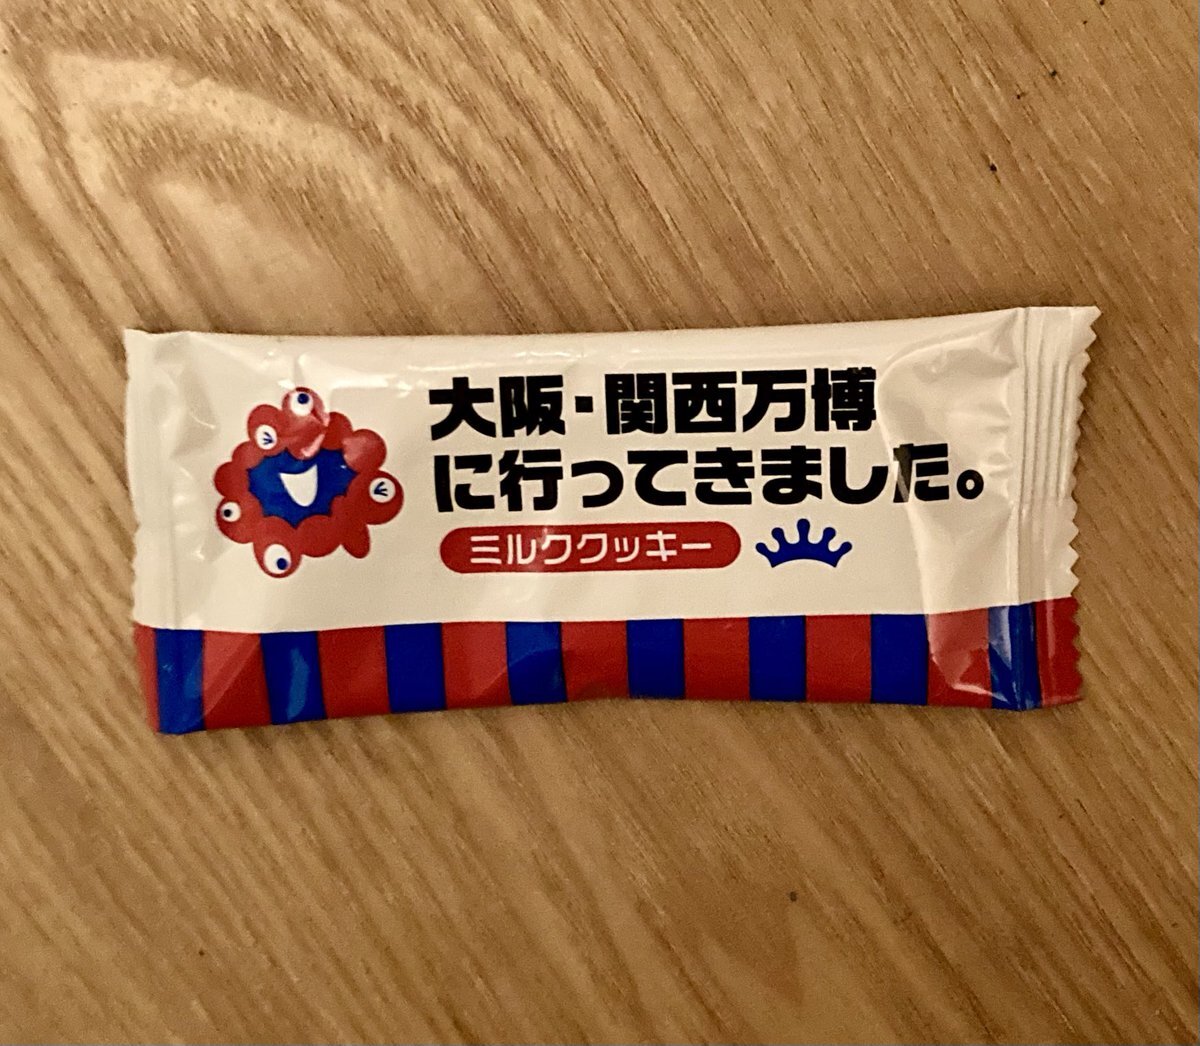 大阪・関西万博
に行ってきました。
ミルククッキー